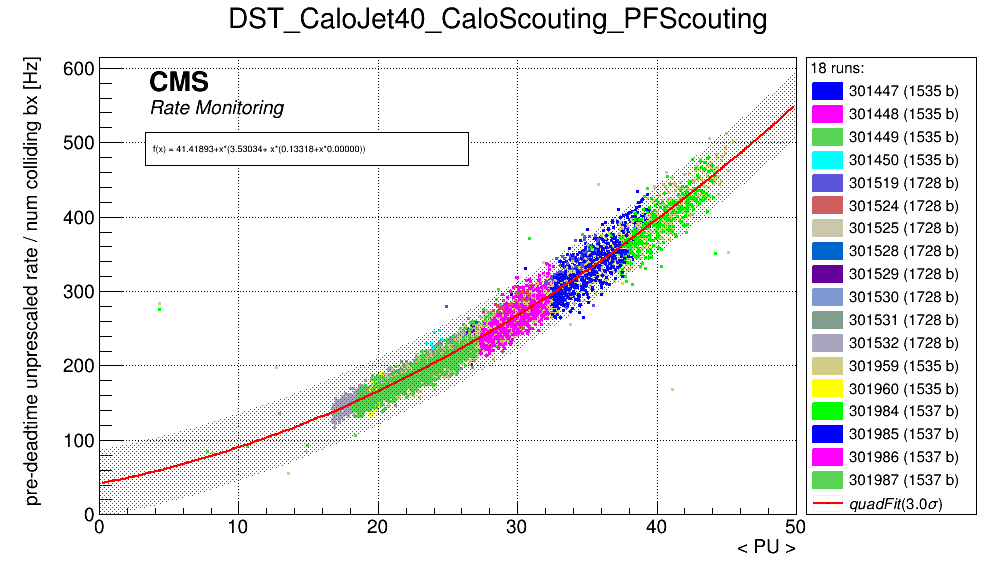 DST_CaloJet40_CaloScouting_PFScouting
pre-deadtime unprescaled rate / num colliding bx [Hz]
600
500
400
300
200
100
0
CMS
Rate Monitoring
f(x) = 41.41893+x*(3.53034+ x*(0.13318+x*0.00000))
0 10 20 30 40 50
< PU >
18 runs:
301447 (1535 b)
301448 (1535 b)
301449 (1535 b)
301450 (1535 b)
301519 (1728 b)
301524 (1728 b)
301525 (1728 b)
301528 (1728 b)
301529 (1728 b)
301530 (1728 b)
301531 (1728 b)
301532 (1728 b)
301959 (1535 b)
301960 (1535 b)
301984 (1537 b)
301985 (1537 b)
301986 (1537 b)
301987 (1537 b)
quadFit(3.0σ)